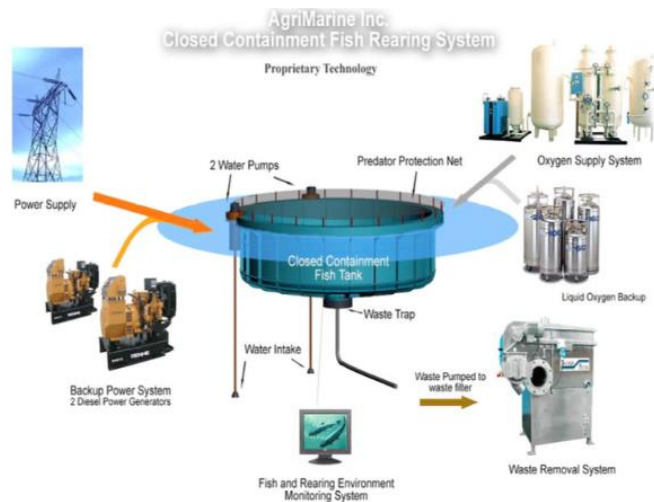 AgriMarine Inc.
Closed Containment Fish Rearing System
Proprietary Technology
Power Supply
2 Water Pumps
Predator Protection Net
Oxygen Supply System
Closed Containment
Fish Tank
Liquid Oxygen Backup
Waste Trap
Water Intake
Backup Power System
2 Diesel Power Generators
Waste Pumped to
waste filter
Fish and Rearing Environment
Monitoring System
Waste Removal System